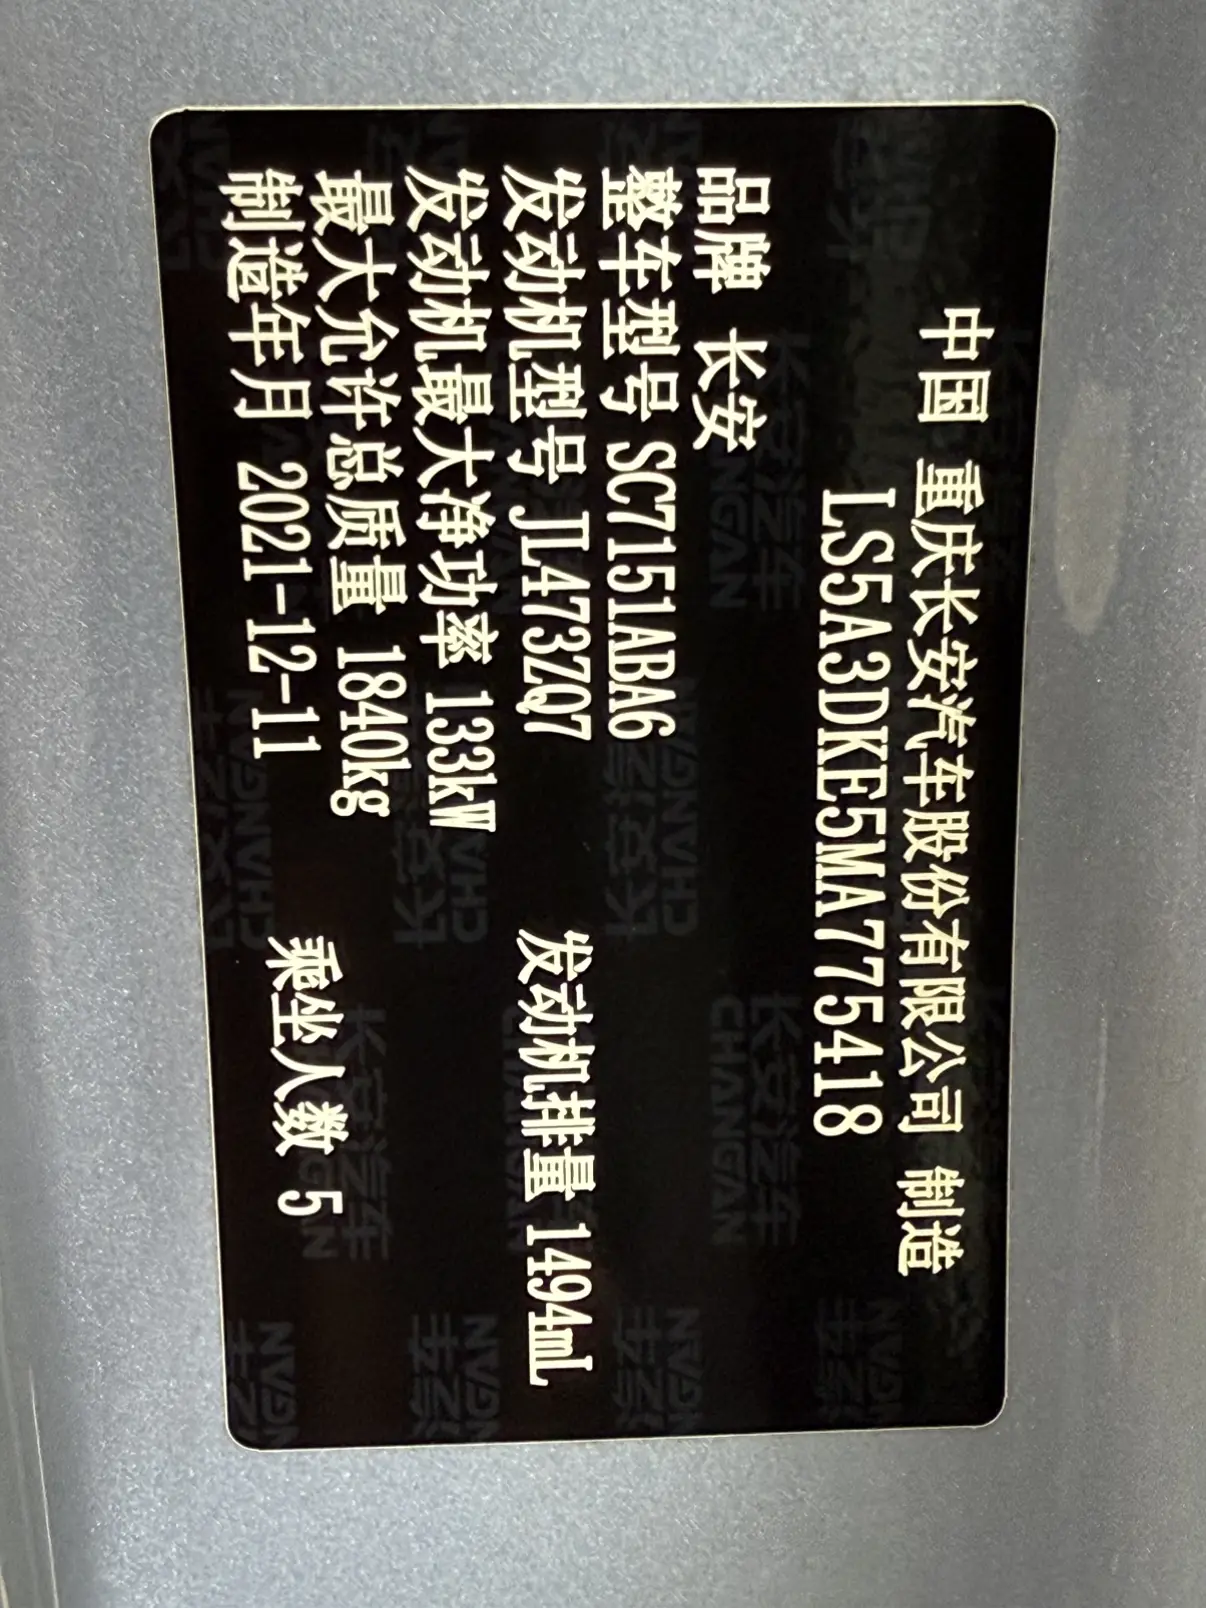 中国 重庆长安汽车股份有限公司 制造
LS5A3DKE5MA775418
品牌 长安
整车型号 SC7151ABA6
发动机型号 JL473ZQ7 发动机排量 1494mL
发动机最大净功率 133kW
最大允许总质量 1840kg
制造年月 2021-12-11 乘坐人数 5